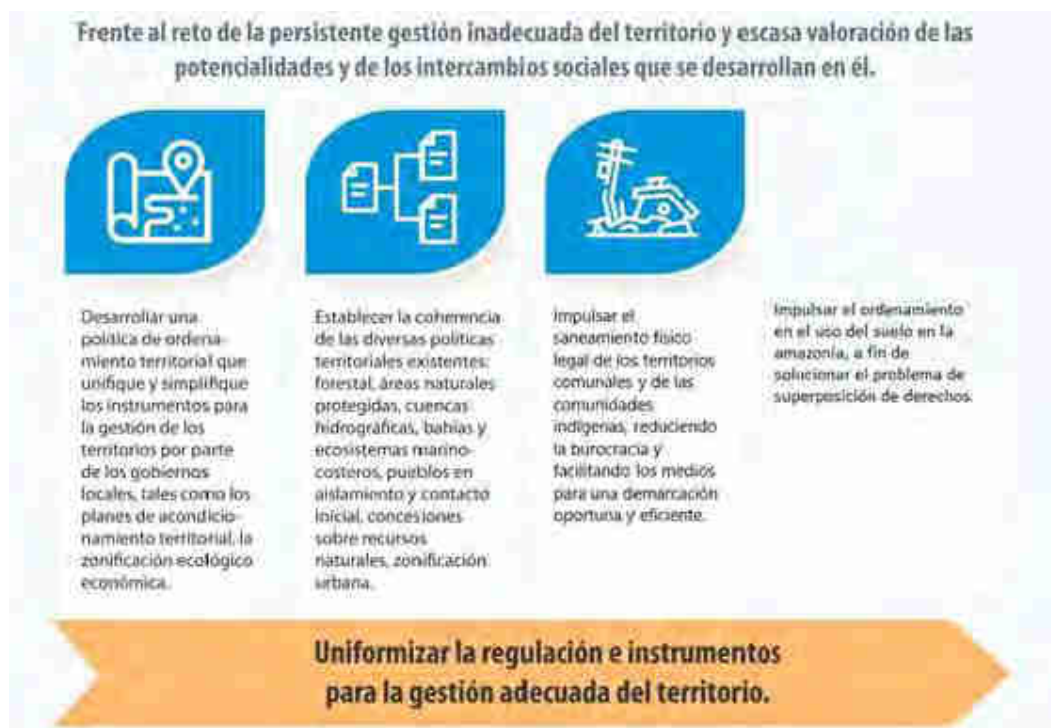 Frente al reto de la persistente gestión inadecuada del territorio y escasa valoración de las
potencialidades y de los intercambios sociales que se desarrollan en él.
Desarrollar una
política de ordena-
miento territorial que
unifique y simplifique
los instrumentos para
la gestión de los
territorios por parte
de los gobiernos
locales, tales como los
planes de acondicio-
namiento territorial, la
zonificación ecológico
económica.
Establecer la coherencia
de las diversas políticas
territoriales existentes:
forestal, áreas naturales
protegidas, cuencas
hidrográficas, bahías y
ecosistemas marino-
costeros, pueblos en
aislamiento y contacto
inicial, concesiones
sobre recursos
naturales, zonificación
urbana.
Impulsar el
saneamiento físico
legal de los territorios
comunales y de las
comunidades
indígenas, reduciendo
la burocracia y
facilitando los medios
para una demarcación
oportuna y eficiente.
Impulsar el ordenamiento
en el uso del suelo en la
amazonía, a fin de
solucionar el problema de
superposición de derechos.
Uniformizar la regulación e instrumentos
para la gestión adecuada del territorio.